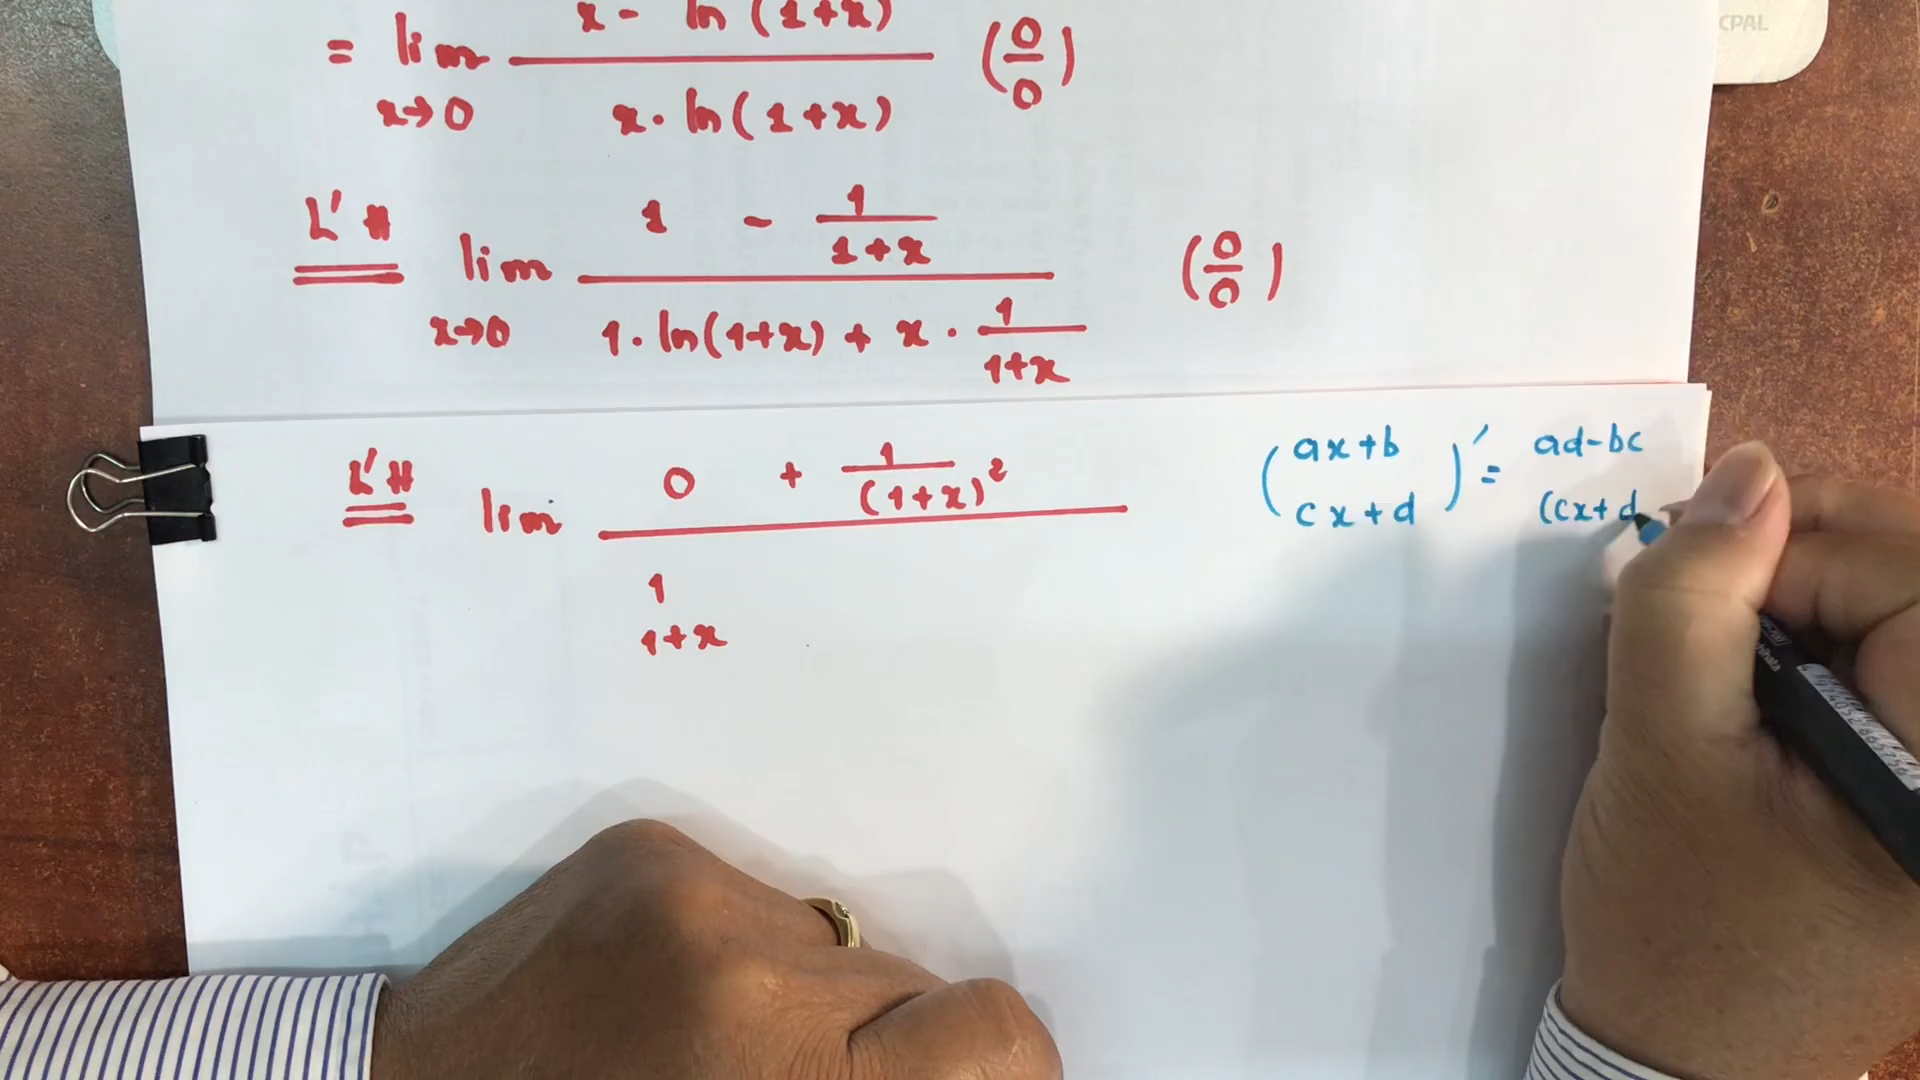 x - ln (1+x)
= lim (0/0)
x→0 x · ln (1+x)
L'H lim 1 - 1/(1+x) (0/0)
x→0 1 · ln(1+x) + x · 1/(1+x)
L'H lim 0 + 1/(1+x)²
1
1+x
(ax+b)' = ad-bc
cx+d (cx+d
CPAL